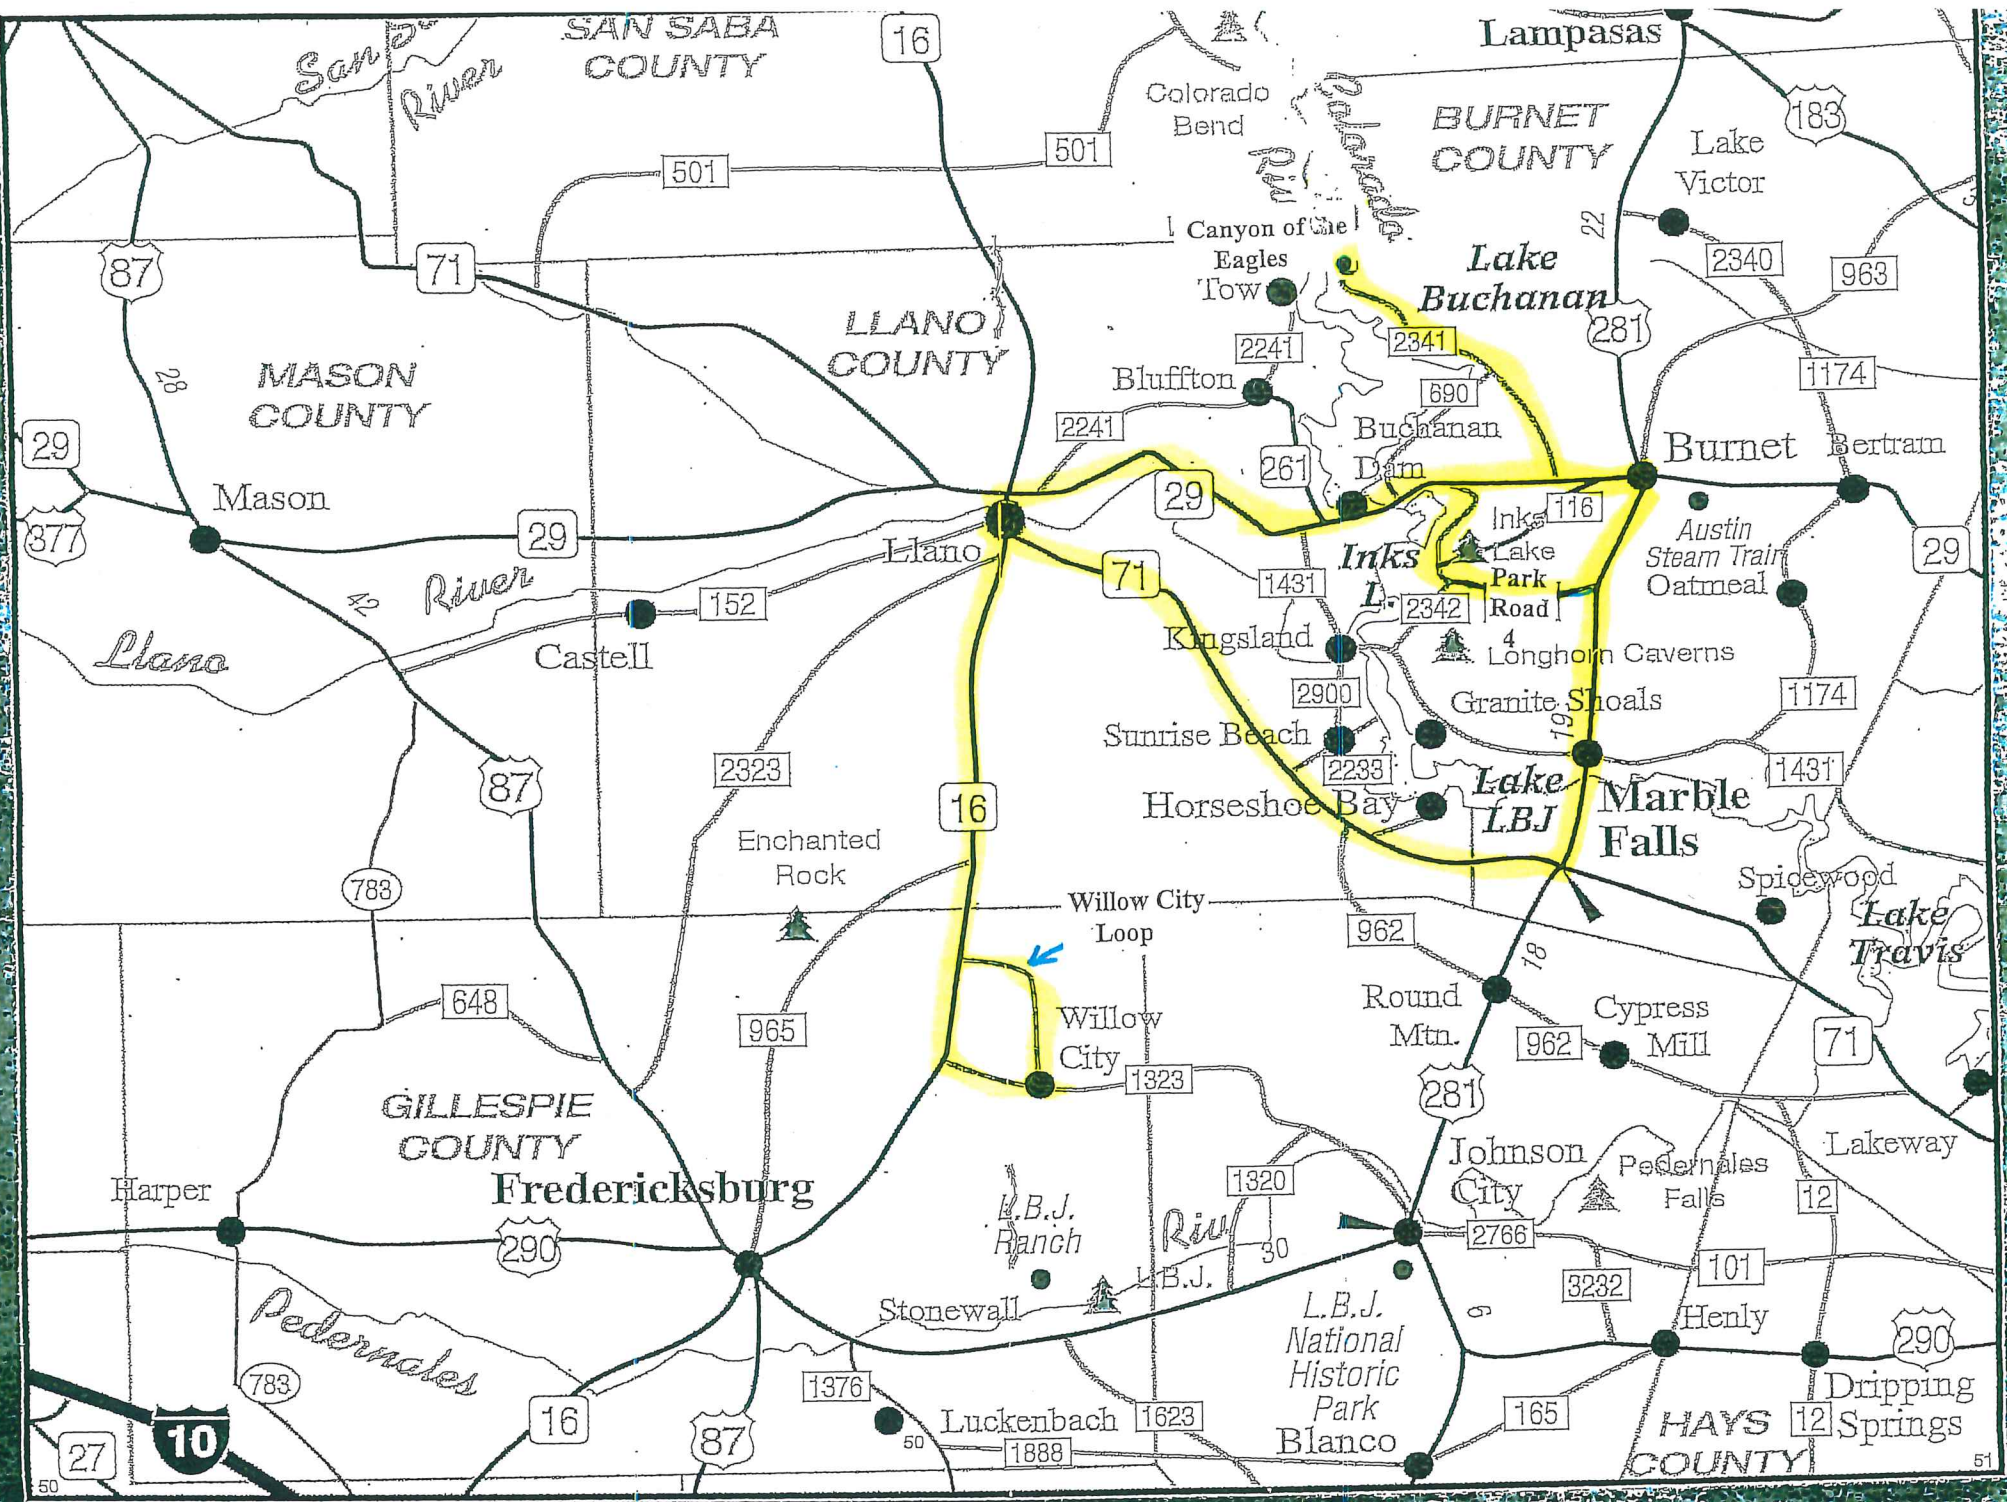 SAN SABA
COUNTY
16
Lampasas
San
River
Colorado
Bend
Colorado
BURNET
COUNTY
183
Lake
Victor
501
501
22
Canyon of the
Eagles
Tow
Lake
Buchanan
2340
963
87
71
LLANO
COUNTY
281
2241
2341
1174
28
MASON
COUNTY
Bluffton
690
2241
Buchanan
Dam
Burnet
Bertram
29
261
29
116
Mason
377
29
Llano
Inks
Lake
Inks
L.
Austin
Steam Train
Oatmeal
29
River
42
152
71
1431
2342
Park
Road
4
Llano
Castell
Kingsland
Longhorn Caverns
2900
Granite Shoals
1174
19
Sunrise Beach
2323
2233
1431
87
16
Horseshoe Bay
Lake
LBJ
Marble
Falls
Enchanted
Rock
783
Spicewood
Willow City
Loop
Lake
Travis
962
18
648
965
Willow
City
Round
Mtn.
Cypress
Mill
962
71
1323
281
GILLESPIE
COUNTY
Johnson
City
Pedernales
Falls
Lakeway
Harper
Fredericksburg
1320
12
290
L.B.J.
Ranch
Riv
30
2766
101
L.B.J.
3232
Pedernales
Stonewall
L.B.J.
National
Historic
Park
6
Henly
290
783
1376
Dripping
Springs
16
87
Luckenbach
50
1623
165
HAYS
COUNTY
12
10
27
1888
Blanco
50
51